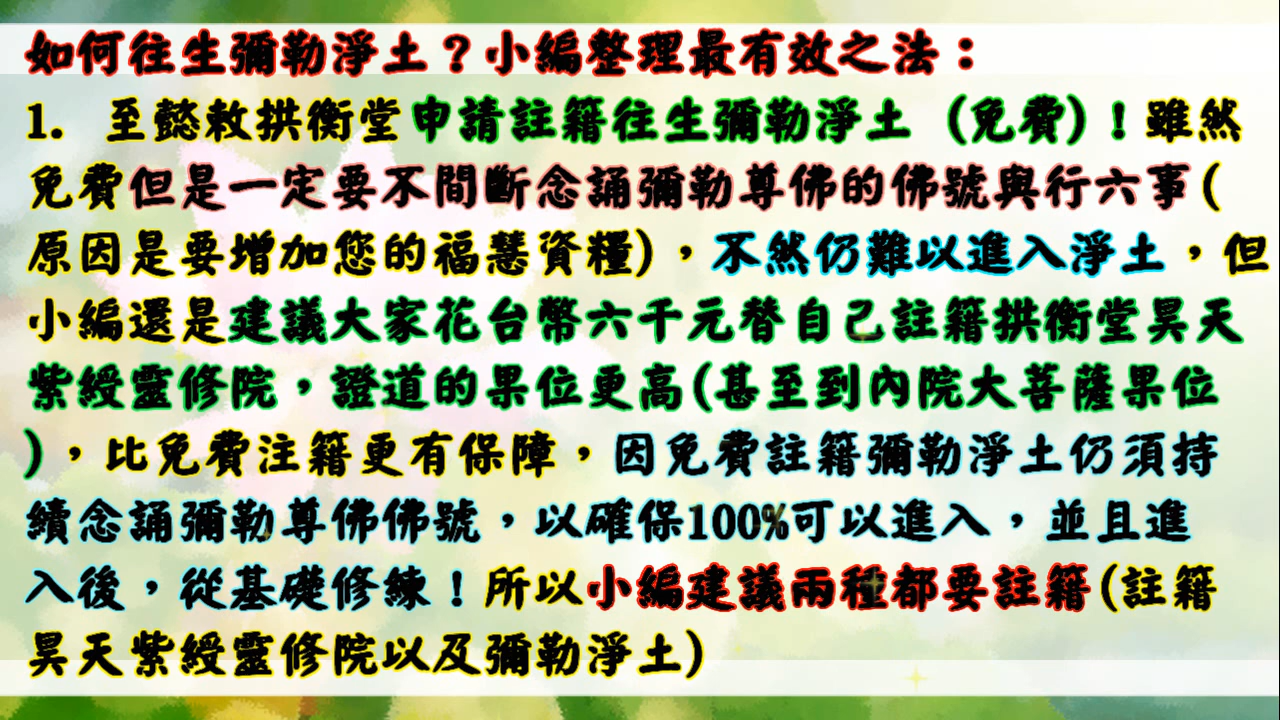 如何往生彌勒淨土？小編整理最有效之法：
1. 至懿敕拱衡堂申請註籍往生彌勒淨土 (免費)！雖然
免費但是一定要不間斷念誦彌勒尊佛的佛號與行六事(
原因是要增加您的福慧資糧)，不然仍難以進入淨土，但
小編還是建議大家花台幣六千元替自己註籍拱衡堂昊天
紫綬靈修院，證道的果位更高(甚至到內院大菩薩果位
)，比免費注籍更有保障，因免費註籍彌勒淨土仍須持
續念誦彌勒尊佛佛號，以確保100%可以進入，並且進
入後，從基礎修練！所以小編建議兩種都要註籍(註籍
昊天紫綬靈修院以及彌勒淨土)